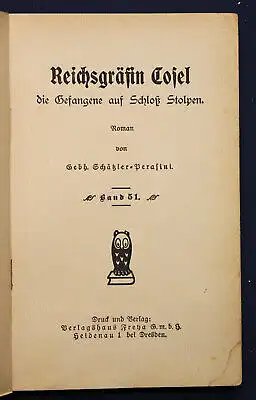 Reichsgräfin Cosel
die Gefangene auf Schloß Stolpen.
Roman
von
Gebh. Schätzler-Perasini.
Band 51.
Druck und Verlag:
Verlagshaus Freya G. m. b. H.
Heidenau 1 bei Dresden.